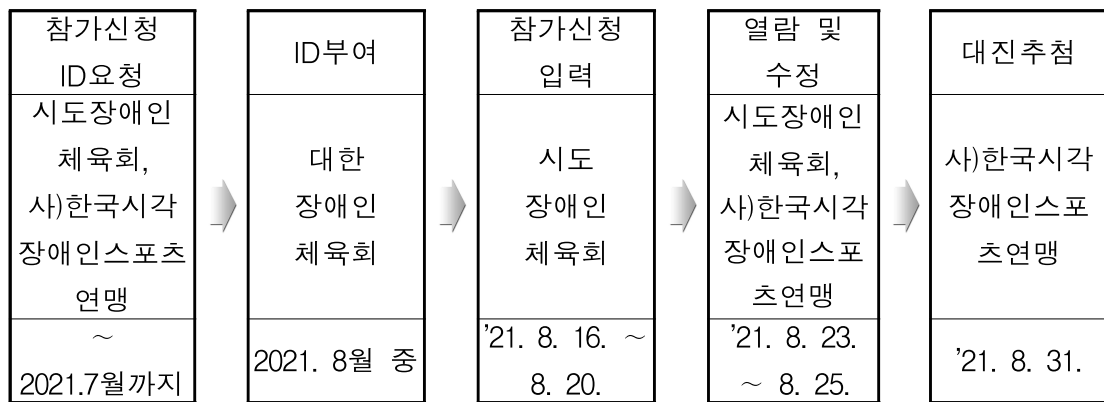 참가신청
ID요청
시도장애인
체육회,
사)한국시각
장애인스포츠
연맹
~
2021.7월까지
ID부여
대한
장애인
체육회
2021. 8월 중
참가신청
입력
시도
장애인
체육회
'21. 8. 16. ~
8. 20.
열람 및
수정
시도장애인
체육회,
사)한국시각
장애인스포
츠연맹
'21. 8. 23.
~ 8. 25.
대진추첨
사)한국시각
장애인스포
츠연맹
'21. 8. 31.